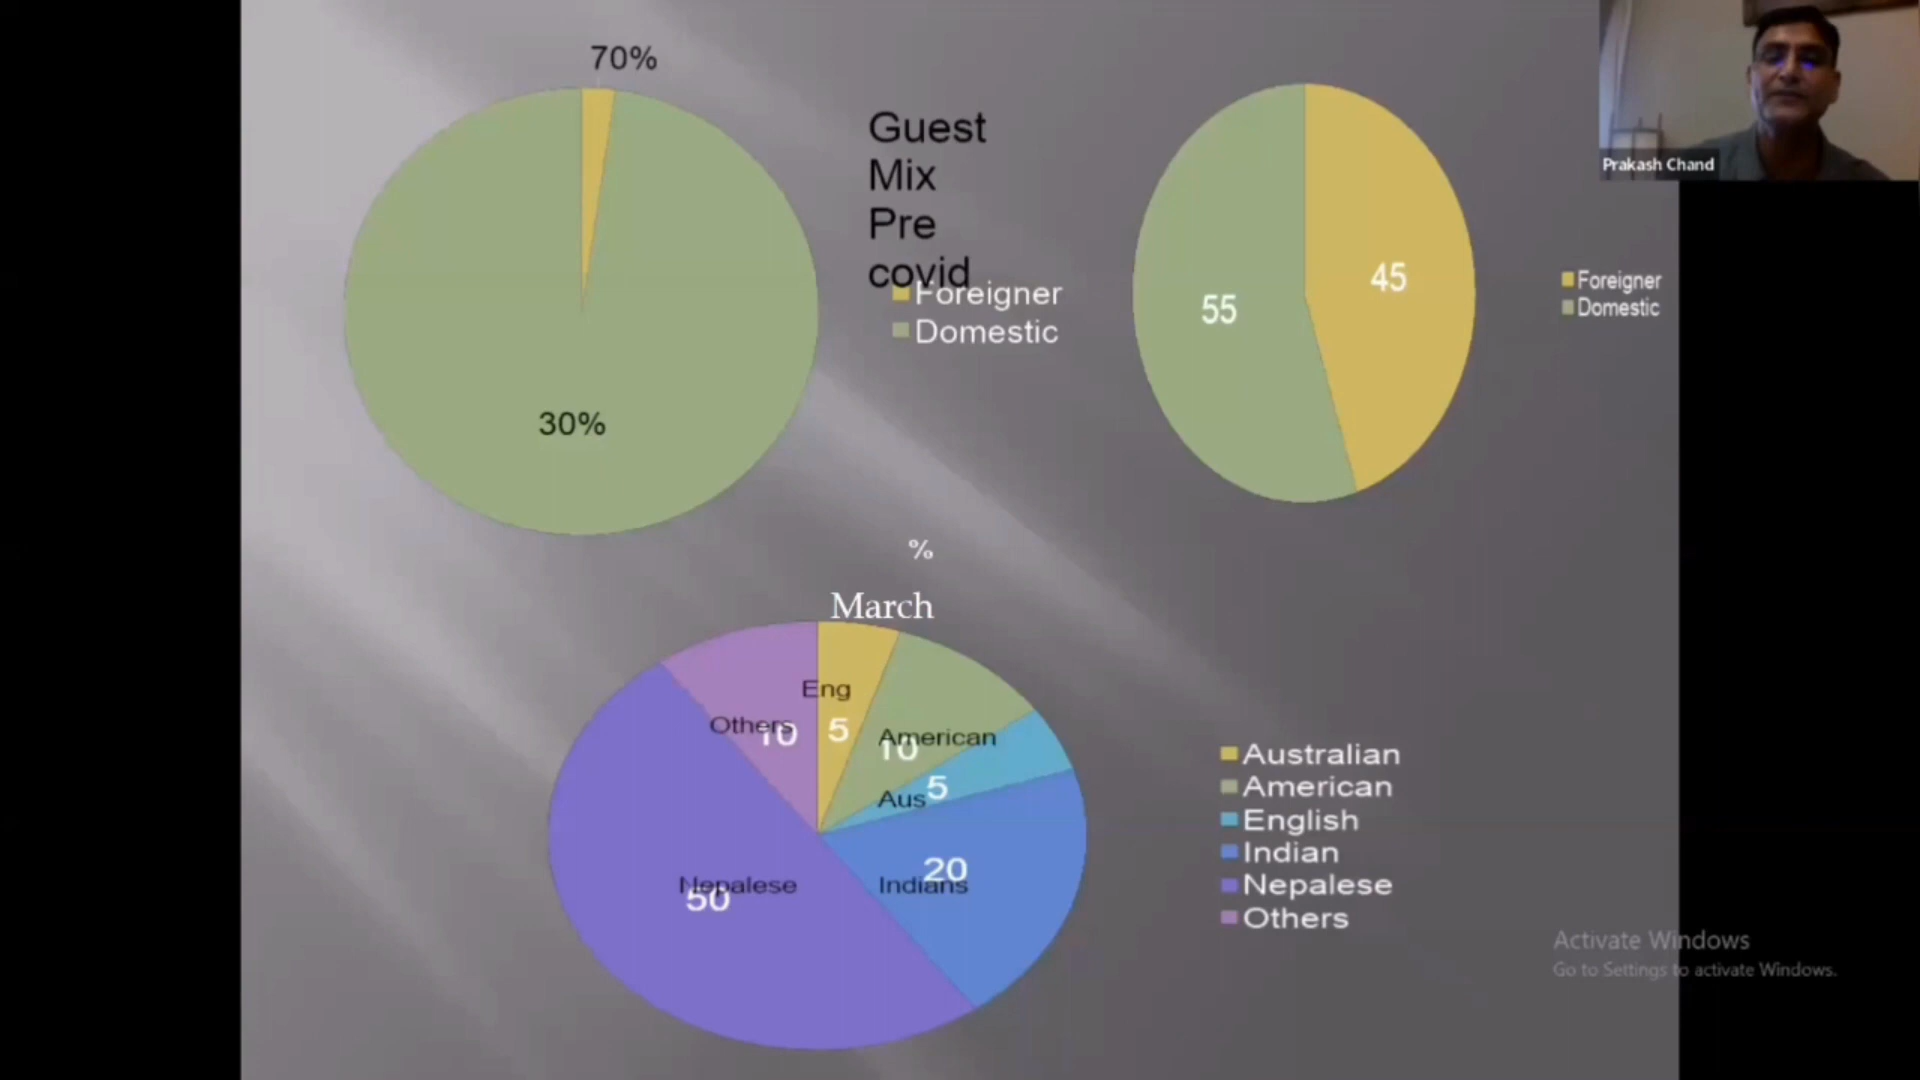 70%
30%
Guest
Mix
Pre
covid
Foreigner
Domestic
55
45
Foreigner
Domestic
Prakash Chand
%
March
Eng
5
Others
10
American
10
Aus
5
Indians
20
Nepalese
50
Australian
American
English
Indian
Nepalese
Others
Activate Windows
Go to Settings to activate Windows.